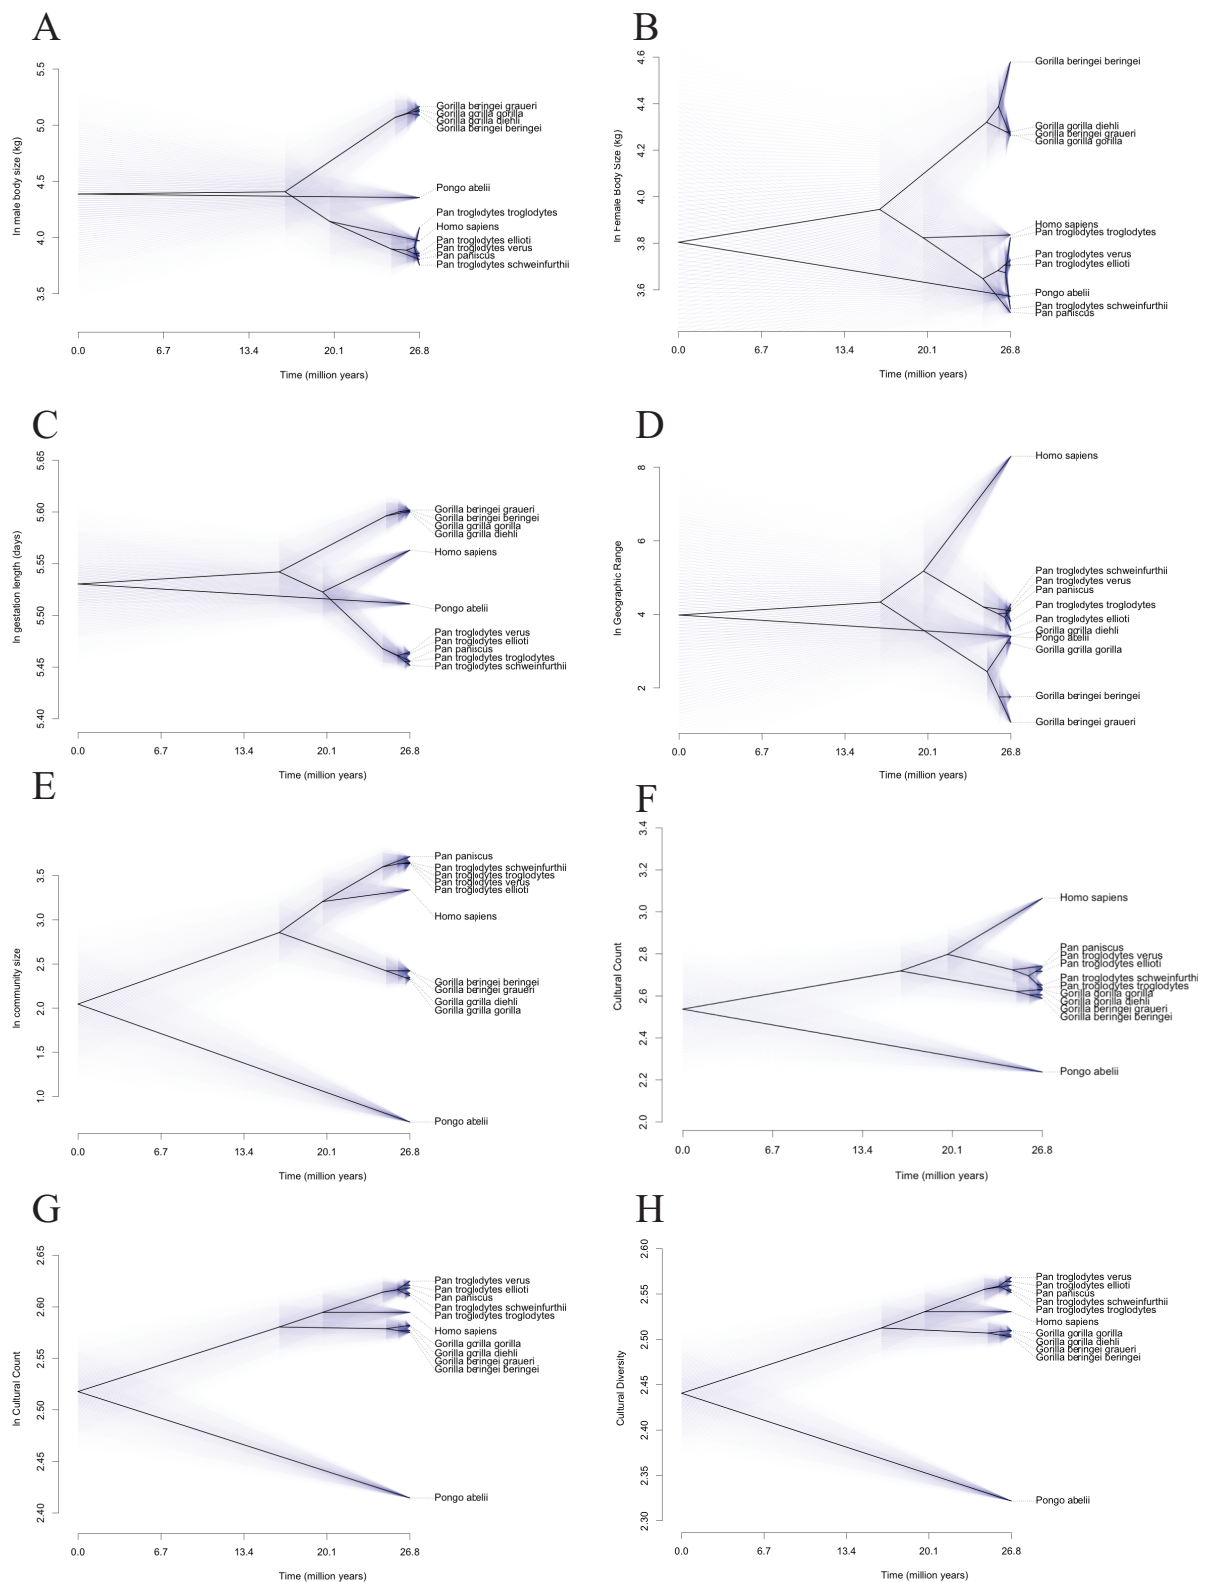 A
ln male body size (kg)
5.5
5.0
4.5
4.0
3.5
Gorilla beringei graueri
Gorilla gorilla gorilla
Gorilla gorilla diehli
Gorilla beringei beringei
Pongo abelii
Pan troglodytes troglodytes
Homo sapiens
Pan troglodytes ellioti
Pan troglodytes verus
Pan paniscus
Pan troglodytes schweinfurthii
0.0 6.7 13.4 20.1 26.8
Time (million years)
B
ln Female Body Size (kg)
4.6
4.4
4.2
4.0
3.8
3.6
Gorilla beringei beringei
Gorilla gorilla diehli
Gorilla beringei graueri
Gorilla gorilla gorilla
Homo sapiens
Pan troglodytes troglodytes
Pan troglodytes verus
Pan troglodytes ellioti
Pongo abelii
Pan troglodytes schweinfurthii
Pan paniscus
0.0 6.7 13.4 20.1 26.8
Time (million years)
C
ln gestation length (days)
5.65
5.60
5.55
5.50
5.45
5.40
Gorilla beringei graueri
Gorilla beringei beringei
Gorilla gorilla gorilla
Gorilla gorilla diehli
Homo sapiens
Pongo abelii
Pan troglodytes verus
Pan troglodytes ellioti
Pan paniscus
Pan troglodytes troglodytes
Pan troglodytes schweinfurthii
0.0 6.7 13.4 20.1 26.8
Time (million years)
D
ln Geographic Range
8
6
4
2
Homo sapiens
Pan troglodytes schweinfurthii
Pan troglodytes verus
Pan paniscus
Pan troglodytes troglodytes
Pan troglodytes ellioti
Gorilla gorilla diehli
Pongo abelii
Gorilla gorilla gorilla
Gorilla beringei beringei
Gorilla beringei graueri
0.0 6.7 13.4 20.1 26.8
Time (million years)
E
ln community size
3.5
3.0
2.5
2.0
1.5
1.0
Pan paniscus
Pan troglodytes schweinfurthii
Pan troglodytes troglodytes
Pan troglodytes verus
Pan troglodytes ellioti
Homo sapiens
Gorilla beringei beringei
Gorilla beringei graueri
Gorilla gorilla diehli
Gorilla gorilla gorilla
Pongo abelii
0.0 6.7 13.4 20.1 26.8
Time (million years)
F
Cultural Count
3.4
3.2
3.0
2.8
2.6
2.4
2.2
2.0
Homo sapiens
Pan paniscus
Pan troglodytes verus
Pan troglodytes ellioti
Pan troglodytes schweinfurthi
Pan troglodytes troglodytes
Gorilla gorilla gorilla
Gorilla gorilla diehli
Gorilla beringei graueri
Gorilla beringei beringei
Pongo abelii
0.0 6.7 13.4 20.1 26.8
Time (million years)
G
ln Cultural Count
2.65
2.60
2.55
2.50
2.45
2.40
Pan troglodytes verus
Pan troglodytes ellioti
Pan paniscus
Pan troglodytes schweinfurthii
Pan troglodytes troglodytes
Homo sapiens
Gorilla gorilla gorilla
Gorilla gorilla diehli
Gorilla beringei graueri
Gorilla beringei beringei
Pongo abelii
0.0 6.7 13.4 20.1 26.8
Time (million years)
H
Cultural Diversity
2.60
2.55
2.50
2.45
2.40
2.35
2.30
Pan troglodytes verus
Pan troglodytes ellioti
Pan paniscus
Pan troglodytes schweinfurthii
Pan troglodytes troglodytes
Homo sapiens
Gorilla gorilla gorilla
Gorilla gorilla diehli
Gorilla beringei graueri
Gorilla beringei beringei
Pongo abelii
0.0 6.7 13.4 20.1 26.8
Time (million years)